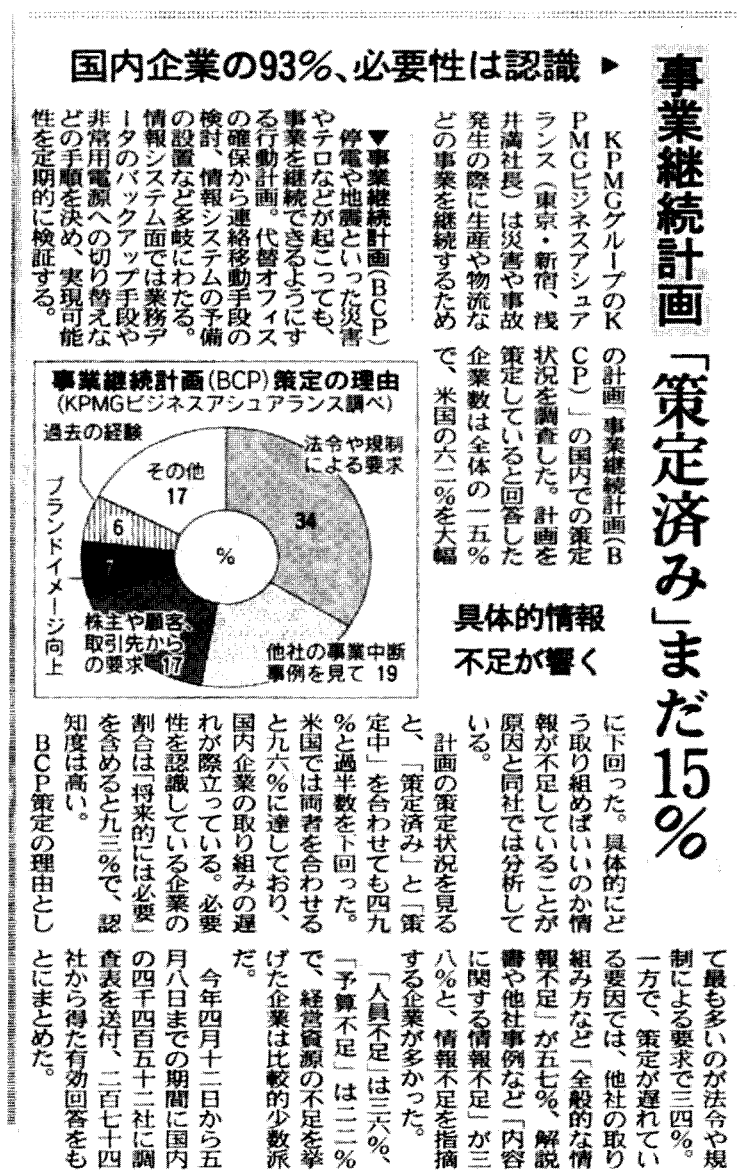 国内企業の93%、必要性は認識▶
事業継続計画「策定済み」まだ15%
具体的情報
不足が響く
KPMGグループのK
PMGビジネスアシュア
ランス（東京・新宿、浅
井満社長）は災害や事故
発生の際に生産や物流な
どの事業を継続するため
の計画「事業継続計画（B
CP）」の国内での策定
状況を調査した。計画を
策定していると回答した
企業数は全体の一五%
で、米国の六二%を大幅
に下回った。具体的にど
う取り組めばいいのか情
報が不足していることが
原因と同社では分析して
いる。
計画の策定状況を見る
と、「策定済み」と「策
定中」を合わせても四九
%と過半数を下回った。
米国では両者を合わせる
と九六%に達しており、
国内企業の取り組みの遅
れが際立っている。必要
性を認識している企業の
割合は「将来的には必要」
を含めると九三%で、認
知度は高い。
BCP策定の理由とし
て最も多いのが法令や規
制による要求で三四%。
一方で、策定が遅れてい
る要因では、他社の取り
組み方など「全般的な情
報不足」が五七%、解説
書や他社事例など「内容
に関する情報不足」が三
八%と、情報不足を指摘
する企業が多かった。
「人員不足」は三六%、
「予算不足」は二二%
で、経営資源の不足を挙
げた企業は比較的少数派
だ。
今年四月十二日から五
月八日までの期間に国内
の四千四百五十二社に調
査表を送付、二百七十四
社から得た有効回答をも
とにまとめた。
▼事業継続計画（BCP）
停電や地震といった災害
やテロなどが起こっても、
事業を継続できるようにす
る行動計画。代替オフィス
の確保から連絡移動手段の
検討、情報システムの予備
の設置など多岐にわたる。
情報システム面では業務デ
ータのバックアップ手段や
非常用電源への切り替えな
どの手順を決め、実現可能
性を定期的に検証する。
事業継続計画(BCP)策定の理由
(KPMGビジネスアシュアランス調べ)
法令や規制
による要求
34
他社の事業中断
事例を見て 19
株主や顧客、
取引先から
の要求 17
ブランドイメージ向上
7
過去の経験
6
その他
17
%